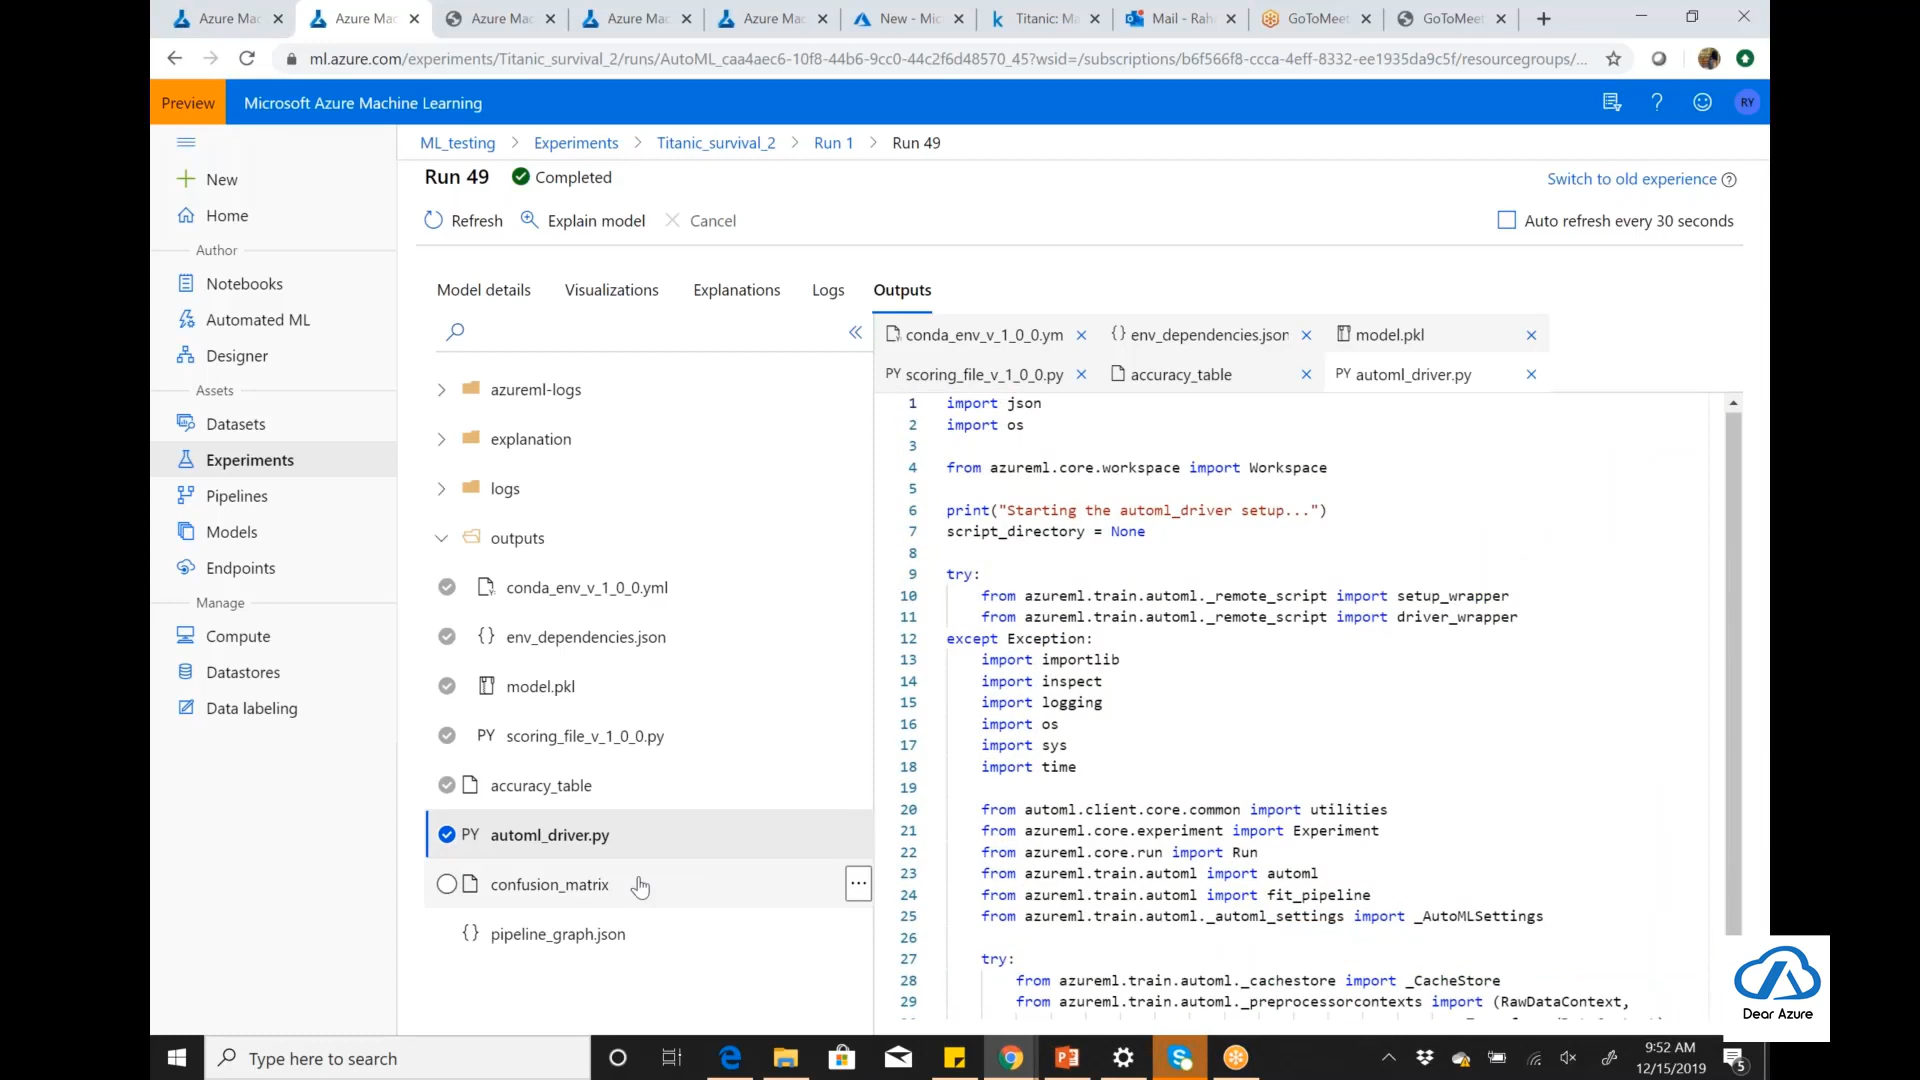 Azure Mac
Azure Mac
Azure Mac
Azure Mac
Azure Mac
New - Mic
Titanic: Ma
Mail - Rah
GoToMeet
GoToMeet
ml.azure.com/experiments/Titanic_survival_2/runs/AutoML_caa4aec6-10f8-44b6-9cc0-44c2f6d48570_45?wsid=/subscriptions/b6f566f8-ccca-4eff-8332-ee1935da9c5f/resourcegroups/...
Preview
Microsoft Azure Machine Learning
RY
New
Home
Author
Notebooks
Automated ML
Designer
Assets
Datasets
Experiments
Pipelines
Models
Endpoints
Manage
Compute
Datastores
Data labeling
ML_testing > Experiments > Titanic_survival_2 > Run 1 > Run 49
Run 49 Completed
Switch to old experience
Refresh Explain model Cancel
Auto refresh every 30 seconds
Model details Visualizations Explanations Logs Outputs
azureml-logs
explanation
logs
outputs
conda_env_v_1_0_0.yml
{} env_dependencies.json
model.pkl
PY scoring_file_v_1_0_0.py
accuracy_table
PY automl_driver.py
confusion_matrix
...
{} pipeline_graph.json
conda_env_v_1_0_0.ym
{} env_dependencies.json
model.pkl
PY scoring_file_v_1_0_0.py
accuracy_table
PY automl_driver.py
1 import json
2 import os
3
4 from azureml.core.workspace import Workspace
5
6 print("Starting the automl_driver setup...")
7 script_directory = None
8
9 try:
10 from azureml.train.automl._remote_script import setup_wrapper
11 from azureml.train.automl._remote_script import driver_wrapper
12 except Exception:
13 import importlib
14 import inspect
15 import logging
16 import os
17 import sys
18 import time
19
20 from automl.client.core.common import utilities
21 from azureml.core.experiment import Experiment
22 from azureml.core.run import Run
23 from azureml.train.automl import automl
24 from azureml.train.automl import fit_pipeline
25 from azureml.train.automl._automl_settings import _AutoMLSettings
26
27 try:
28 from azureml.train.automl._cachestore import _CacheStore
29 from azureml.train.automl._preprocessorcontexts import (RawDataContext,
Dear Azure
Type here to search
9:52 AM
12/15/2019
5